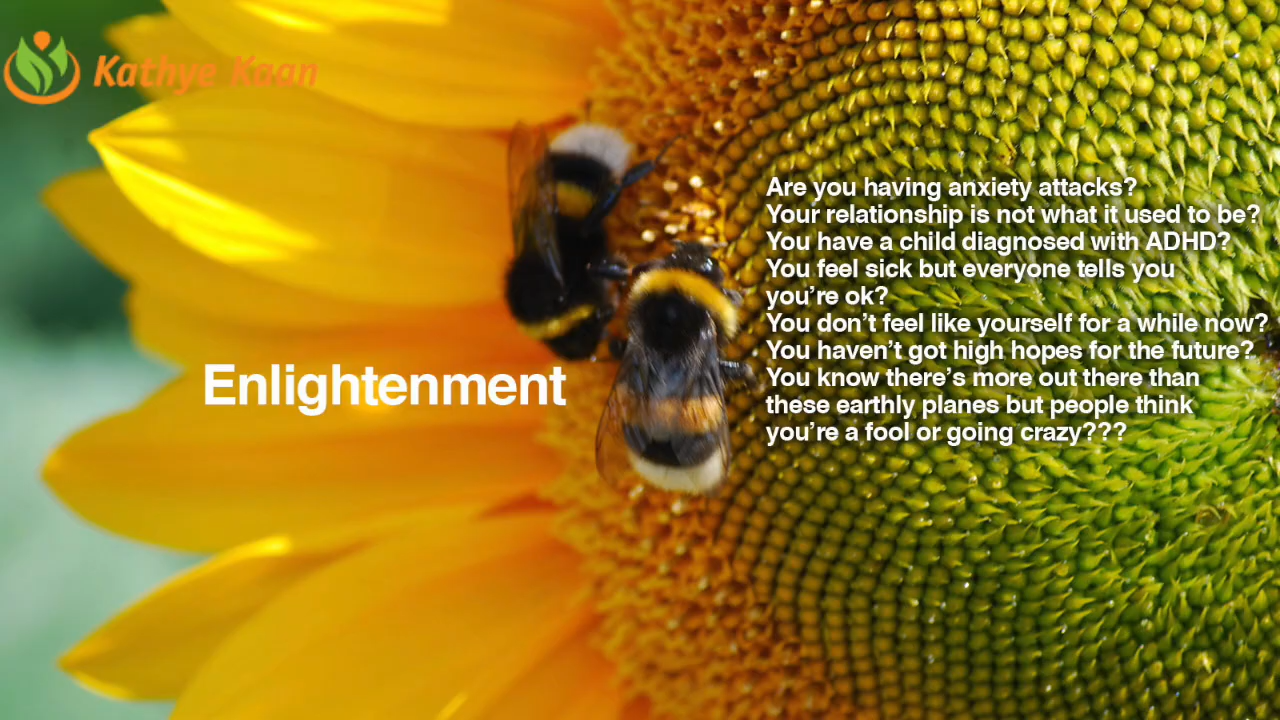 Kathye Kaan
Enlightenment
Are you having anxiety attacks?
Your relationship is not what it used to be?
You have a child diagnosed with ADHD?
You feel sick but everyone tells you
you’re ok?
You don’t feel like yourself for a while now?
You haven’t got high hopes for the future?
You know there’s more out there than
these earthly planes but people think
you’re a fool or going crazy???